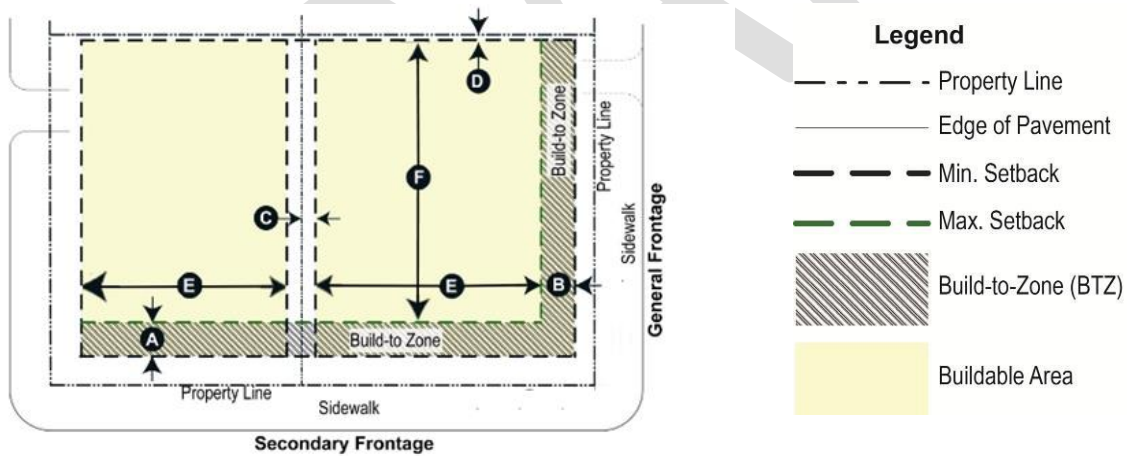 Legend
Property Line
Edge of Pavement
Min. Setback
Max. Setback
Build-to-Zone (BTZ)
Buildable Area
D
Build-to Zone
Property Line
F
C
Sidewalk
General Frontage
E
E
B
A
Build-to Zone
Property Line
Sidewalk
Secondary Frontage